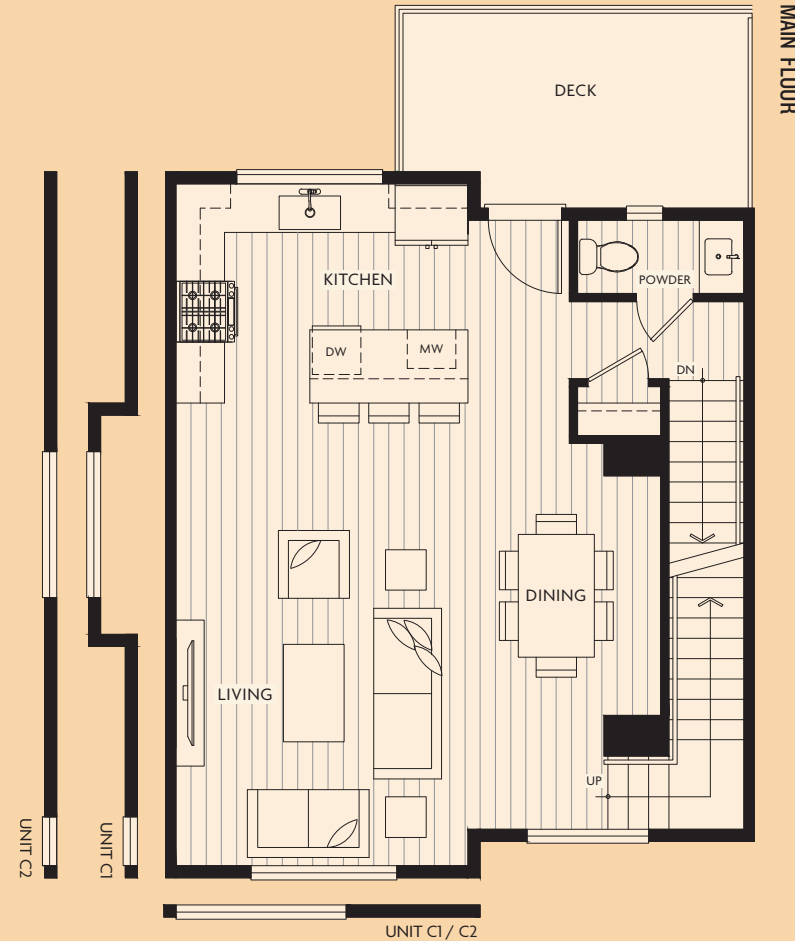 MAIN FLOOR
DECK
KITCHEN
POWDER
DW
MW
DN
DINING
LIVING
UP
UNIT C2
UNIT C1
UNIT C1 / C2